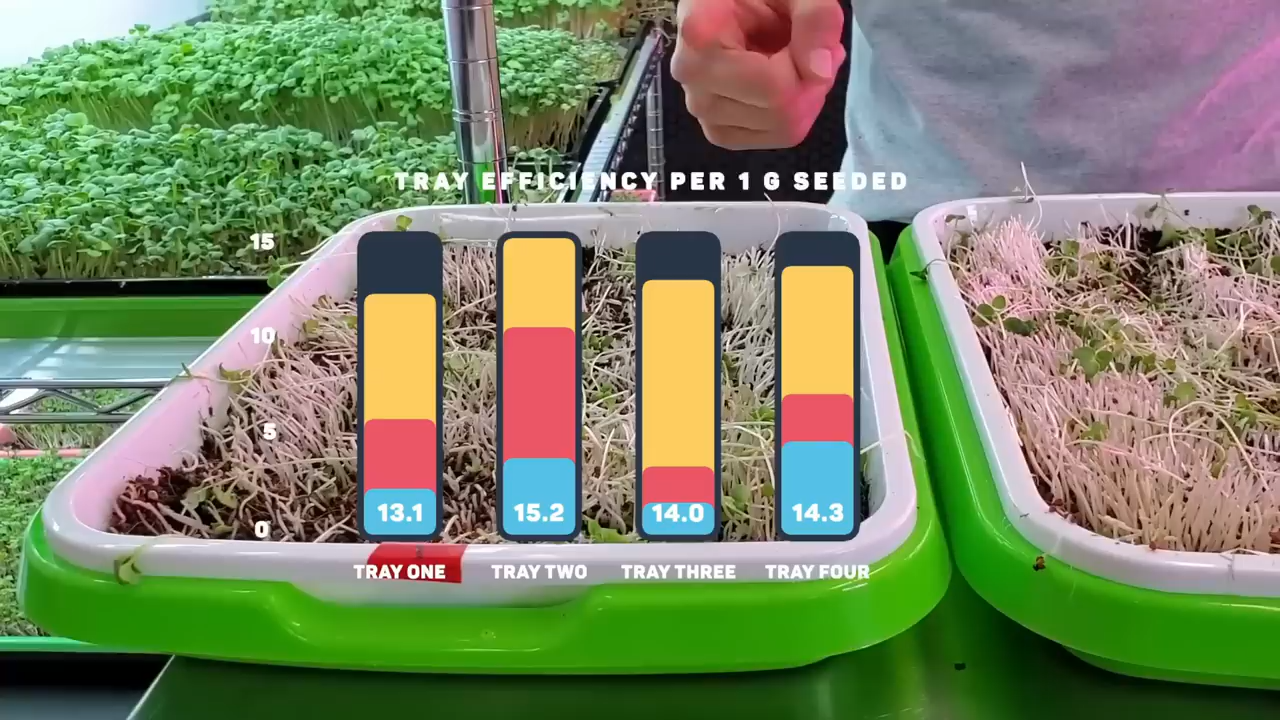 TRAY EFFICIENCY PER 1 G SEEDED
15
10
5
0
13.1 15.2 14.0 14.3
TRAY ONE TRAY TWO TRAY THREE TRAY FOUR